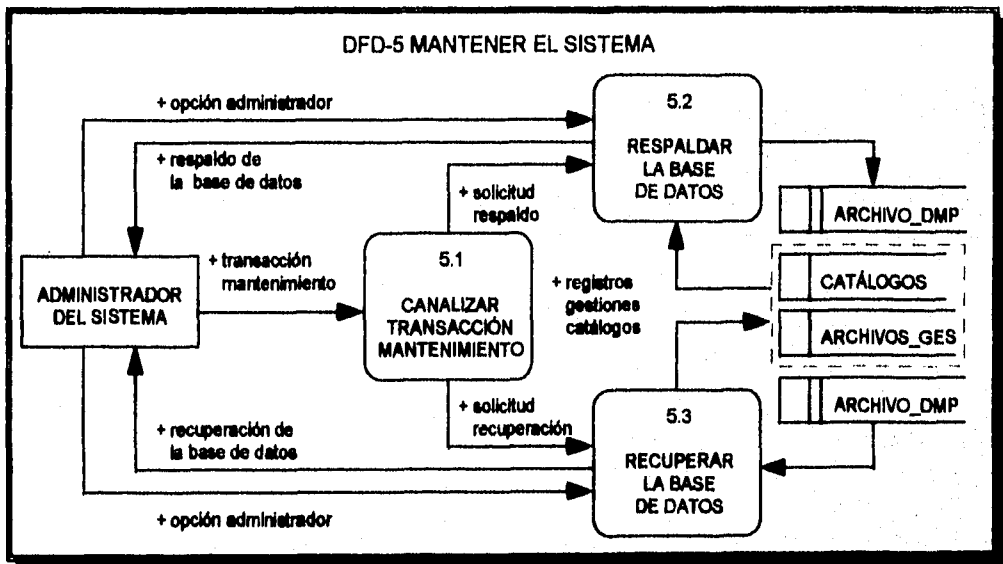 DFD-5 MANTENER EL SISTEMA
+ opción administrador
+ respaldo de
la base de datos
+ solicitud
respaldo
5.2
RESPALDAR
LA BASE
DE DATOS
ARCHIVO_DMP
+ transacción
mantenimiento
ADMINISTRADOR
DEL SISTEMA
5.1
CANALIZAR
TRANSACCIÓN
MANTENIMIENTO
+ registros
gestiones
catálogos
CATÁLOGOS
ARCHIVOS_GES
ARCHIVO_DMP
+ solicitud
recuperación
+ recuperación de
la base de datos
5.3
RECUPERAR
LA BASE
DE DATOS
+ opción administrador